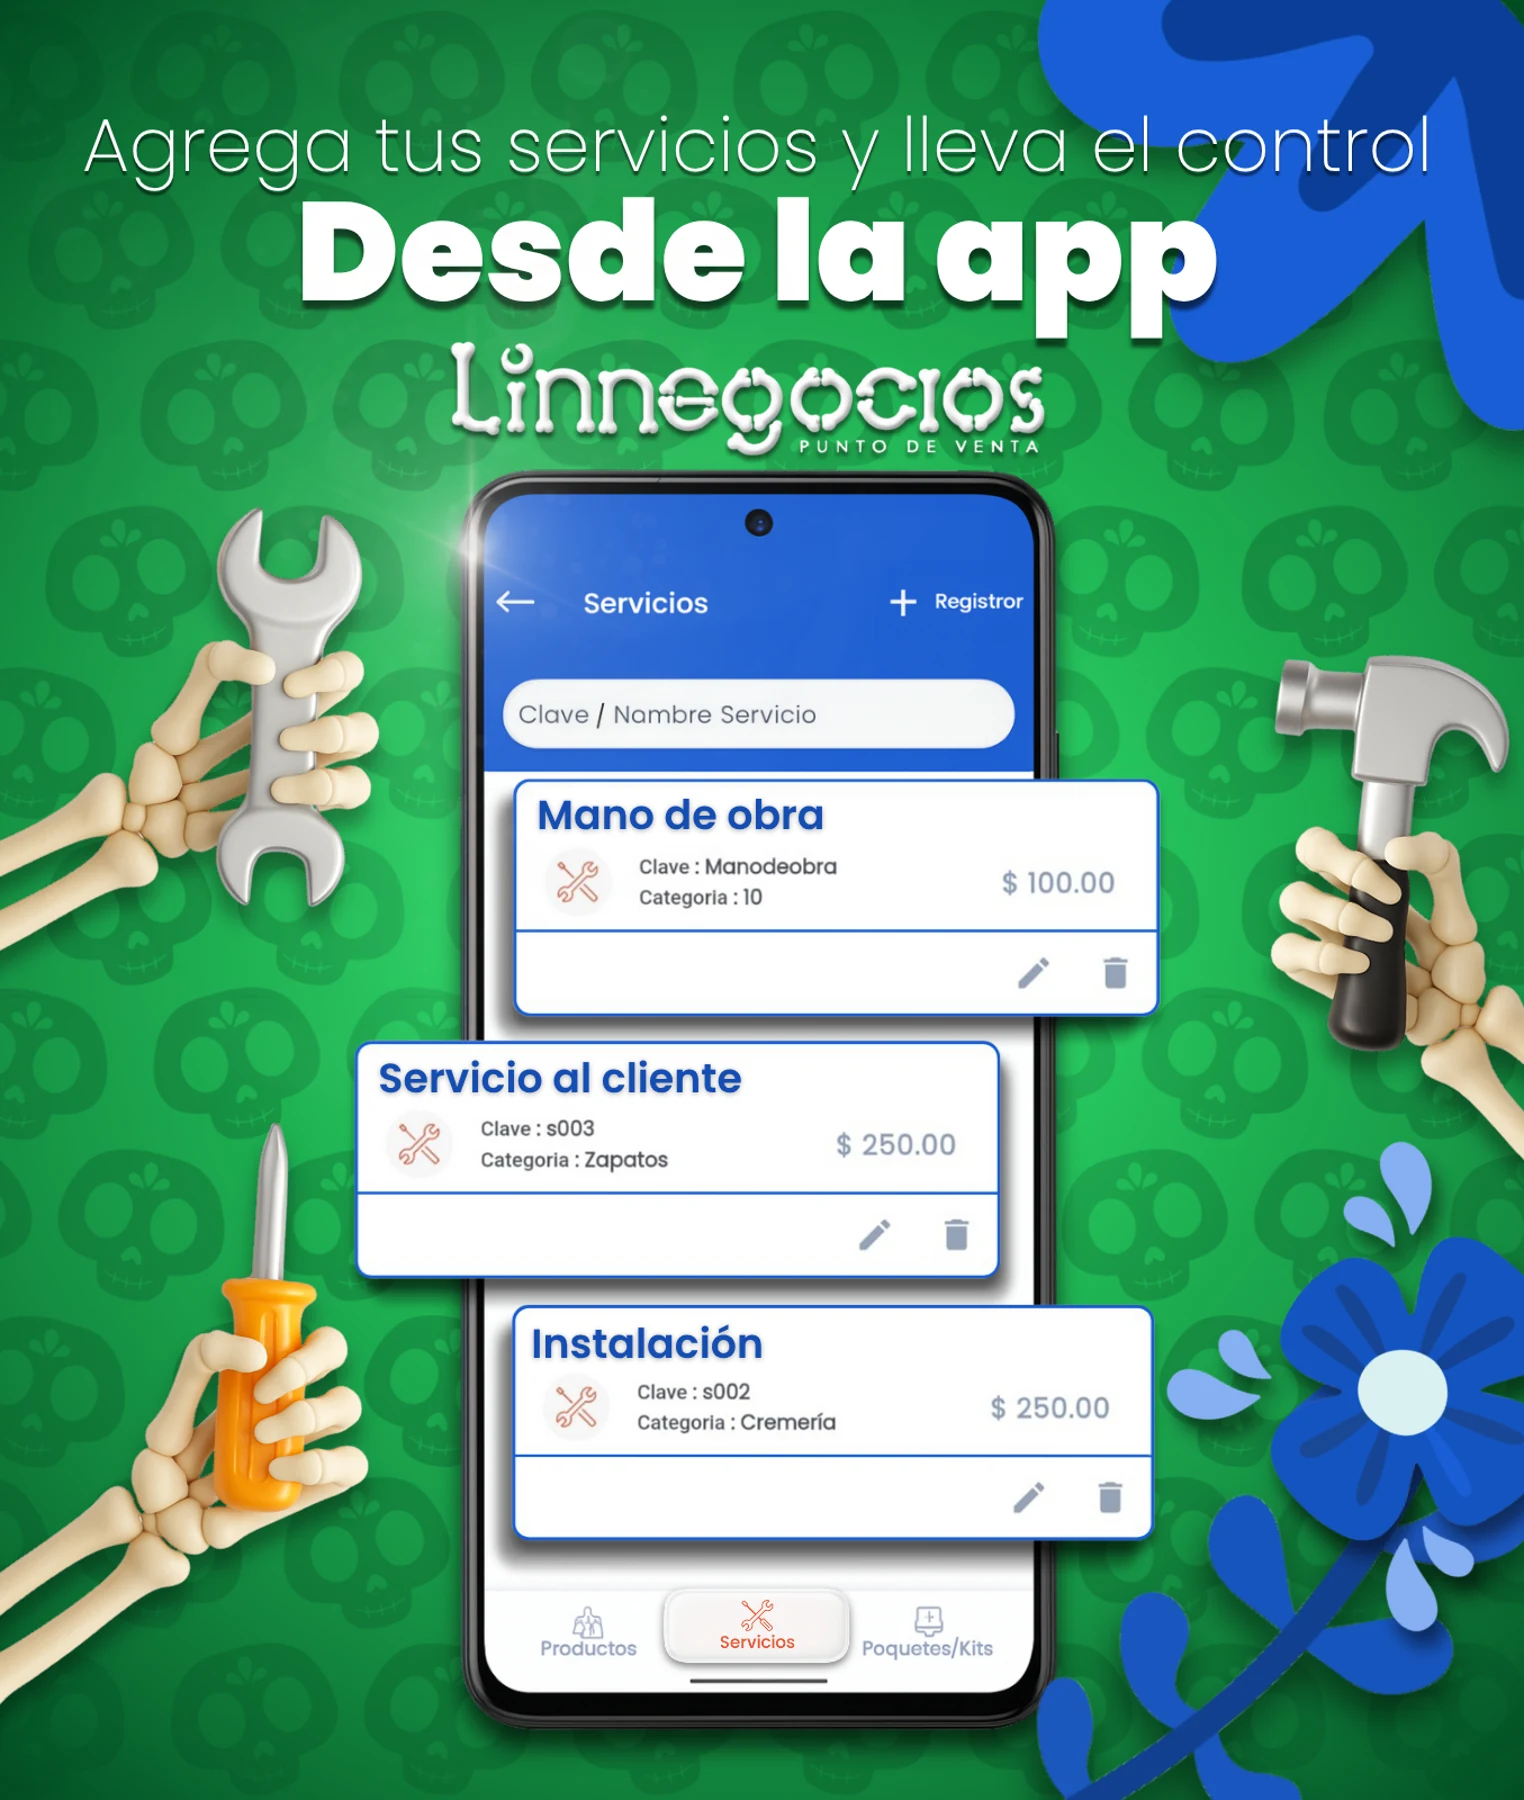 Agrega tus servicios y lleva el control
Desde la app
Linnegocios
PUNTO DE VENTA
Servicios
+ Registror
Clave / Nambre Servicio
Mano de obra
Clave : Manodeobra
Categoria : 10
$ 100.00
Servicio al cliente
Clave : s003
Categoria : Zapatos
$ 250.00
Instalación
Clave : s002
Categoria : Cremería
$ 250.00
Productos
Servicios
Poquetes/Kits